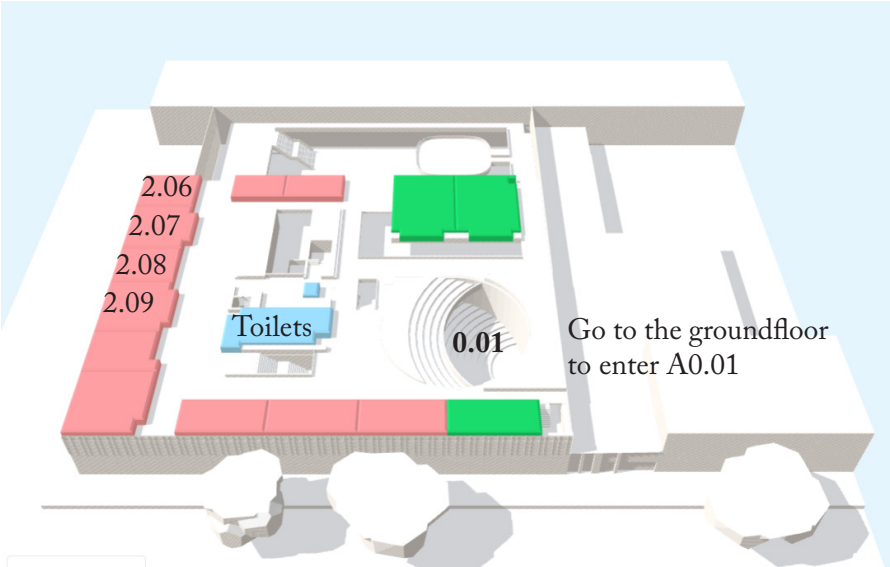 2.06
2.07
2.08
2.09
Toilets
0.01
Go to the groundfloor
to enter A0.01